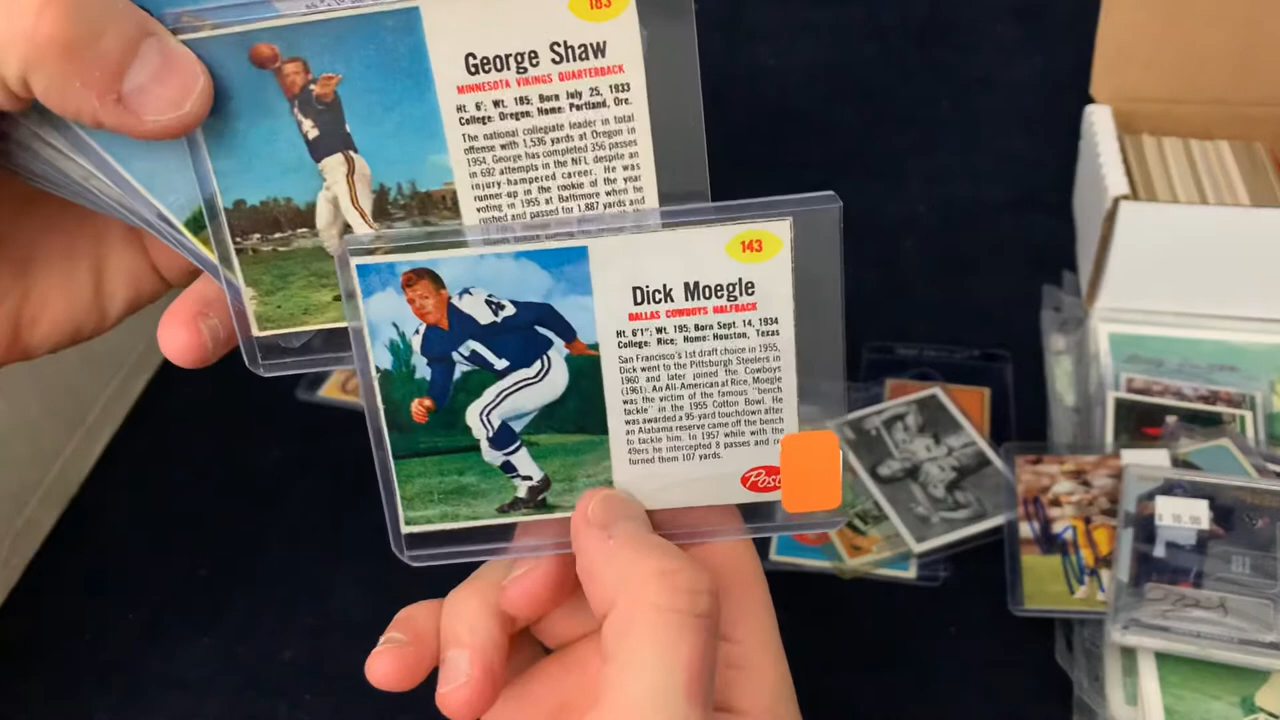 183
George Shaw
MINNESOTA VIKINGS QUARTERBACK
Ht. 6'; Wt. 185; Born July 25, 1933
College: Oregon; Home: Portland, Ore.
The national collegiate leader in total
offense with 1,536 yards at Oregon in
1954, George has completed 356 passes
in 692 attempts in the NFL despite an
injury-hampered career. He was
runner-up in the rookie of the year
voting in 1955 at Baltimore when he
rushed and passed for 1,887 yards and
143
Dick Moegle
DALLAS COWBOYS HALFBACK
Ht. 6'1"; Wt. 195; Born Sept. 14, 1934
College: Rice; Home: Houston, Texas
San Francisco's 1st draft choice in 1955,
Dick went to the Pittsburgh Steelers in
1960 and later joined the Cowboys
(1961). An All-American at Rice, Moegle
was the victim of the famous "bench
tackle" in the 1955 Cotton Bowl. He
was awarded a 95-yard touchdown after
an Alabama reserve came off the bench
to tackle him. In 1957 while with the
49ers he intercepted 8 passes and re-
turned them 107 yards.
Post
47
81